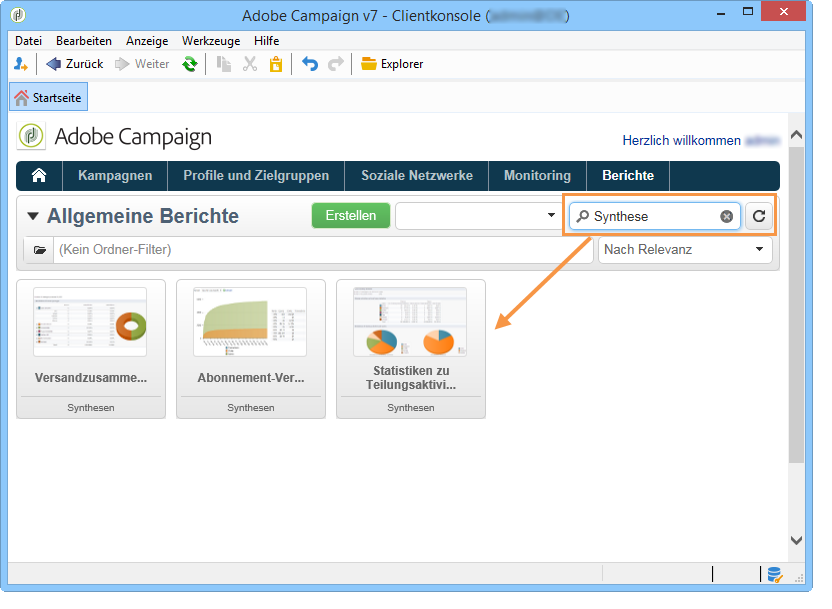 Adobe Campaign v7 - Clientkonsole (
Datei Bearbeiten Anzeige Werkzeuge Hilfe
Zurück Weiter Explorer
Startseite
Adobe Campaign
Herzlich willkommen
Kampagnen Profile und Zielgruppen Soziale Netzwerke Monitoring Berichte
Allgemeine Berichte Erstellen Synthese
(Kein Ordner-Filter) Nach Relevanz
Versandzusamme... Abonnement-Ver... Statistiken zu
Teilungsaktivi...
Synthesen Synthesen Synthesen